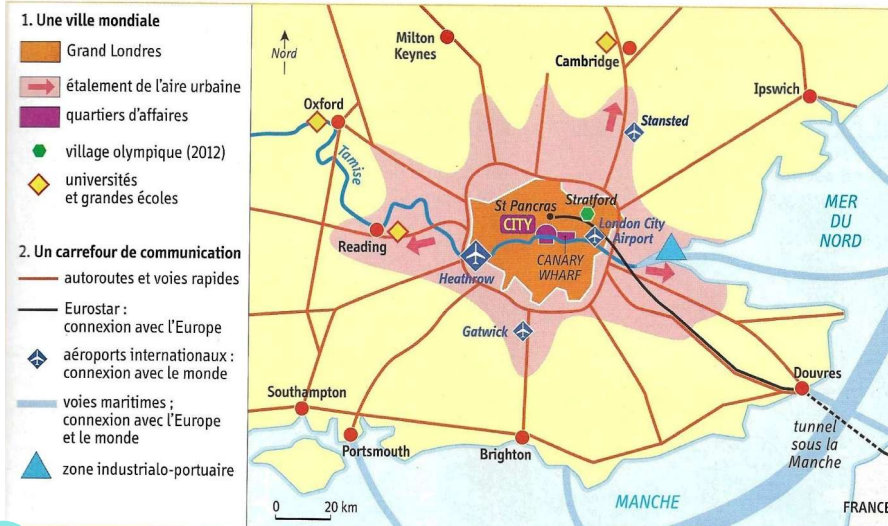 1. Une ville mondiale
Grand Londres
étalement de l'aire urbaine
quartiers d'affaires
village olympique (2012)
universités
et grandes écoles
2. Un carrefour de communication
autoroutes et voies rapides
Eurostar :
connexion avec l'Europe
aéroports internationaux :
connexion avec le monde
voies maritimes ;
connexion avec l'Europe
et le monde
zone industrialo-portuaire
Nord
Milton
Keynes
Cambridge
Ipswich
Oxford
Stansted
Tamise
MER
DU
NORD
St Pancras
Stratford
CITY
London City
Airport
Reading
CANARY
WHARF
Heathrow
Gatwick
Douvres
Southampton
tunnel
sous la
Manche
Portsmouth
Brighton
0 20 km
MANCHE
FRANCE